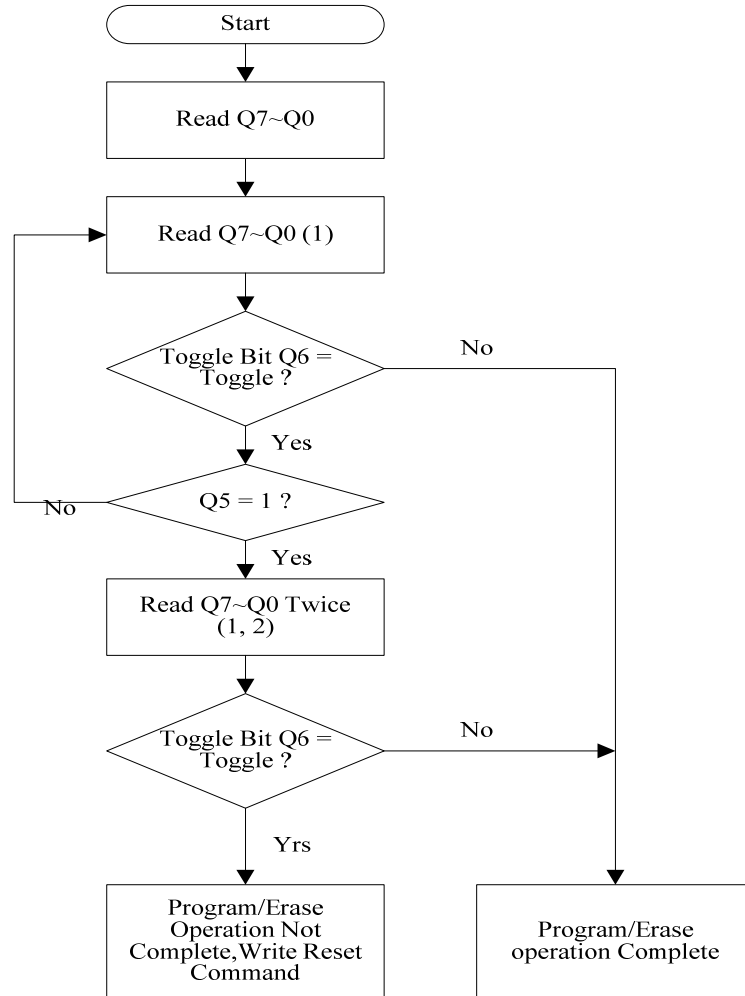 Start
Read Q7~Q0
Read Q7~Q0 (1)
Toggle Bit Q6 =
Toggle ?
No
Yes
Q5 = 1 ?
No
Yes
Read Q7~Q0 Twice
(1, 2)
Toggle Bit Q6 =
Toggle ?
No
Yrs
Program/Erase
Operation Not
Complete,Write Reset
Command
Program/Erase
operation Complete